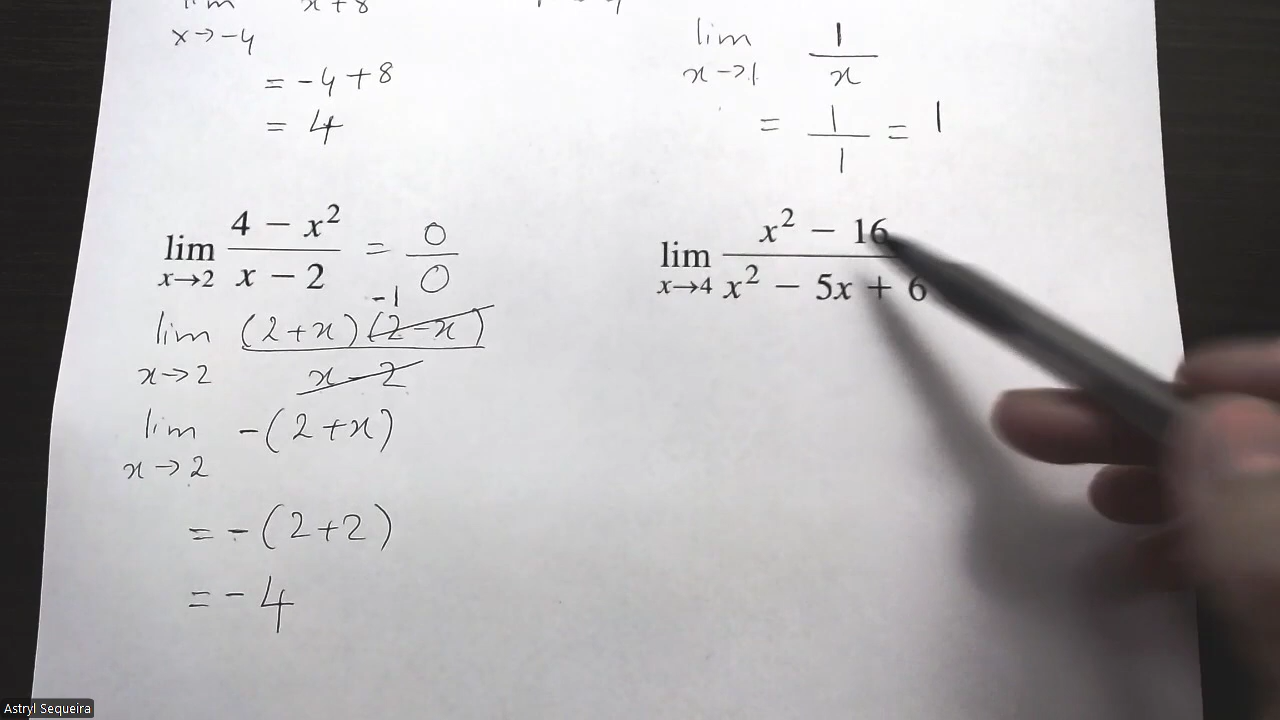 x → -4
= -4 + 8
= 4
lim 1/x
x → 1
= 1/1 = 1
lim x→2 (4 − x²)/(x − 2) = 0/0
-1
lim (2+x)(2-x)
x → 2 x - 2
lim -(2+x)
x → 2
= -(2+2)
= -4
lim x→4 (x² − 16)/(x² − 5x + 6)
Astryl Sequeira